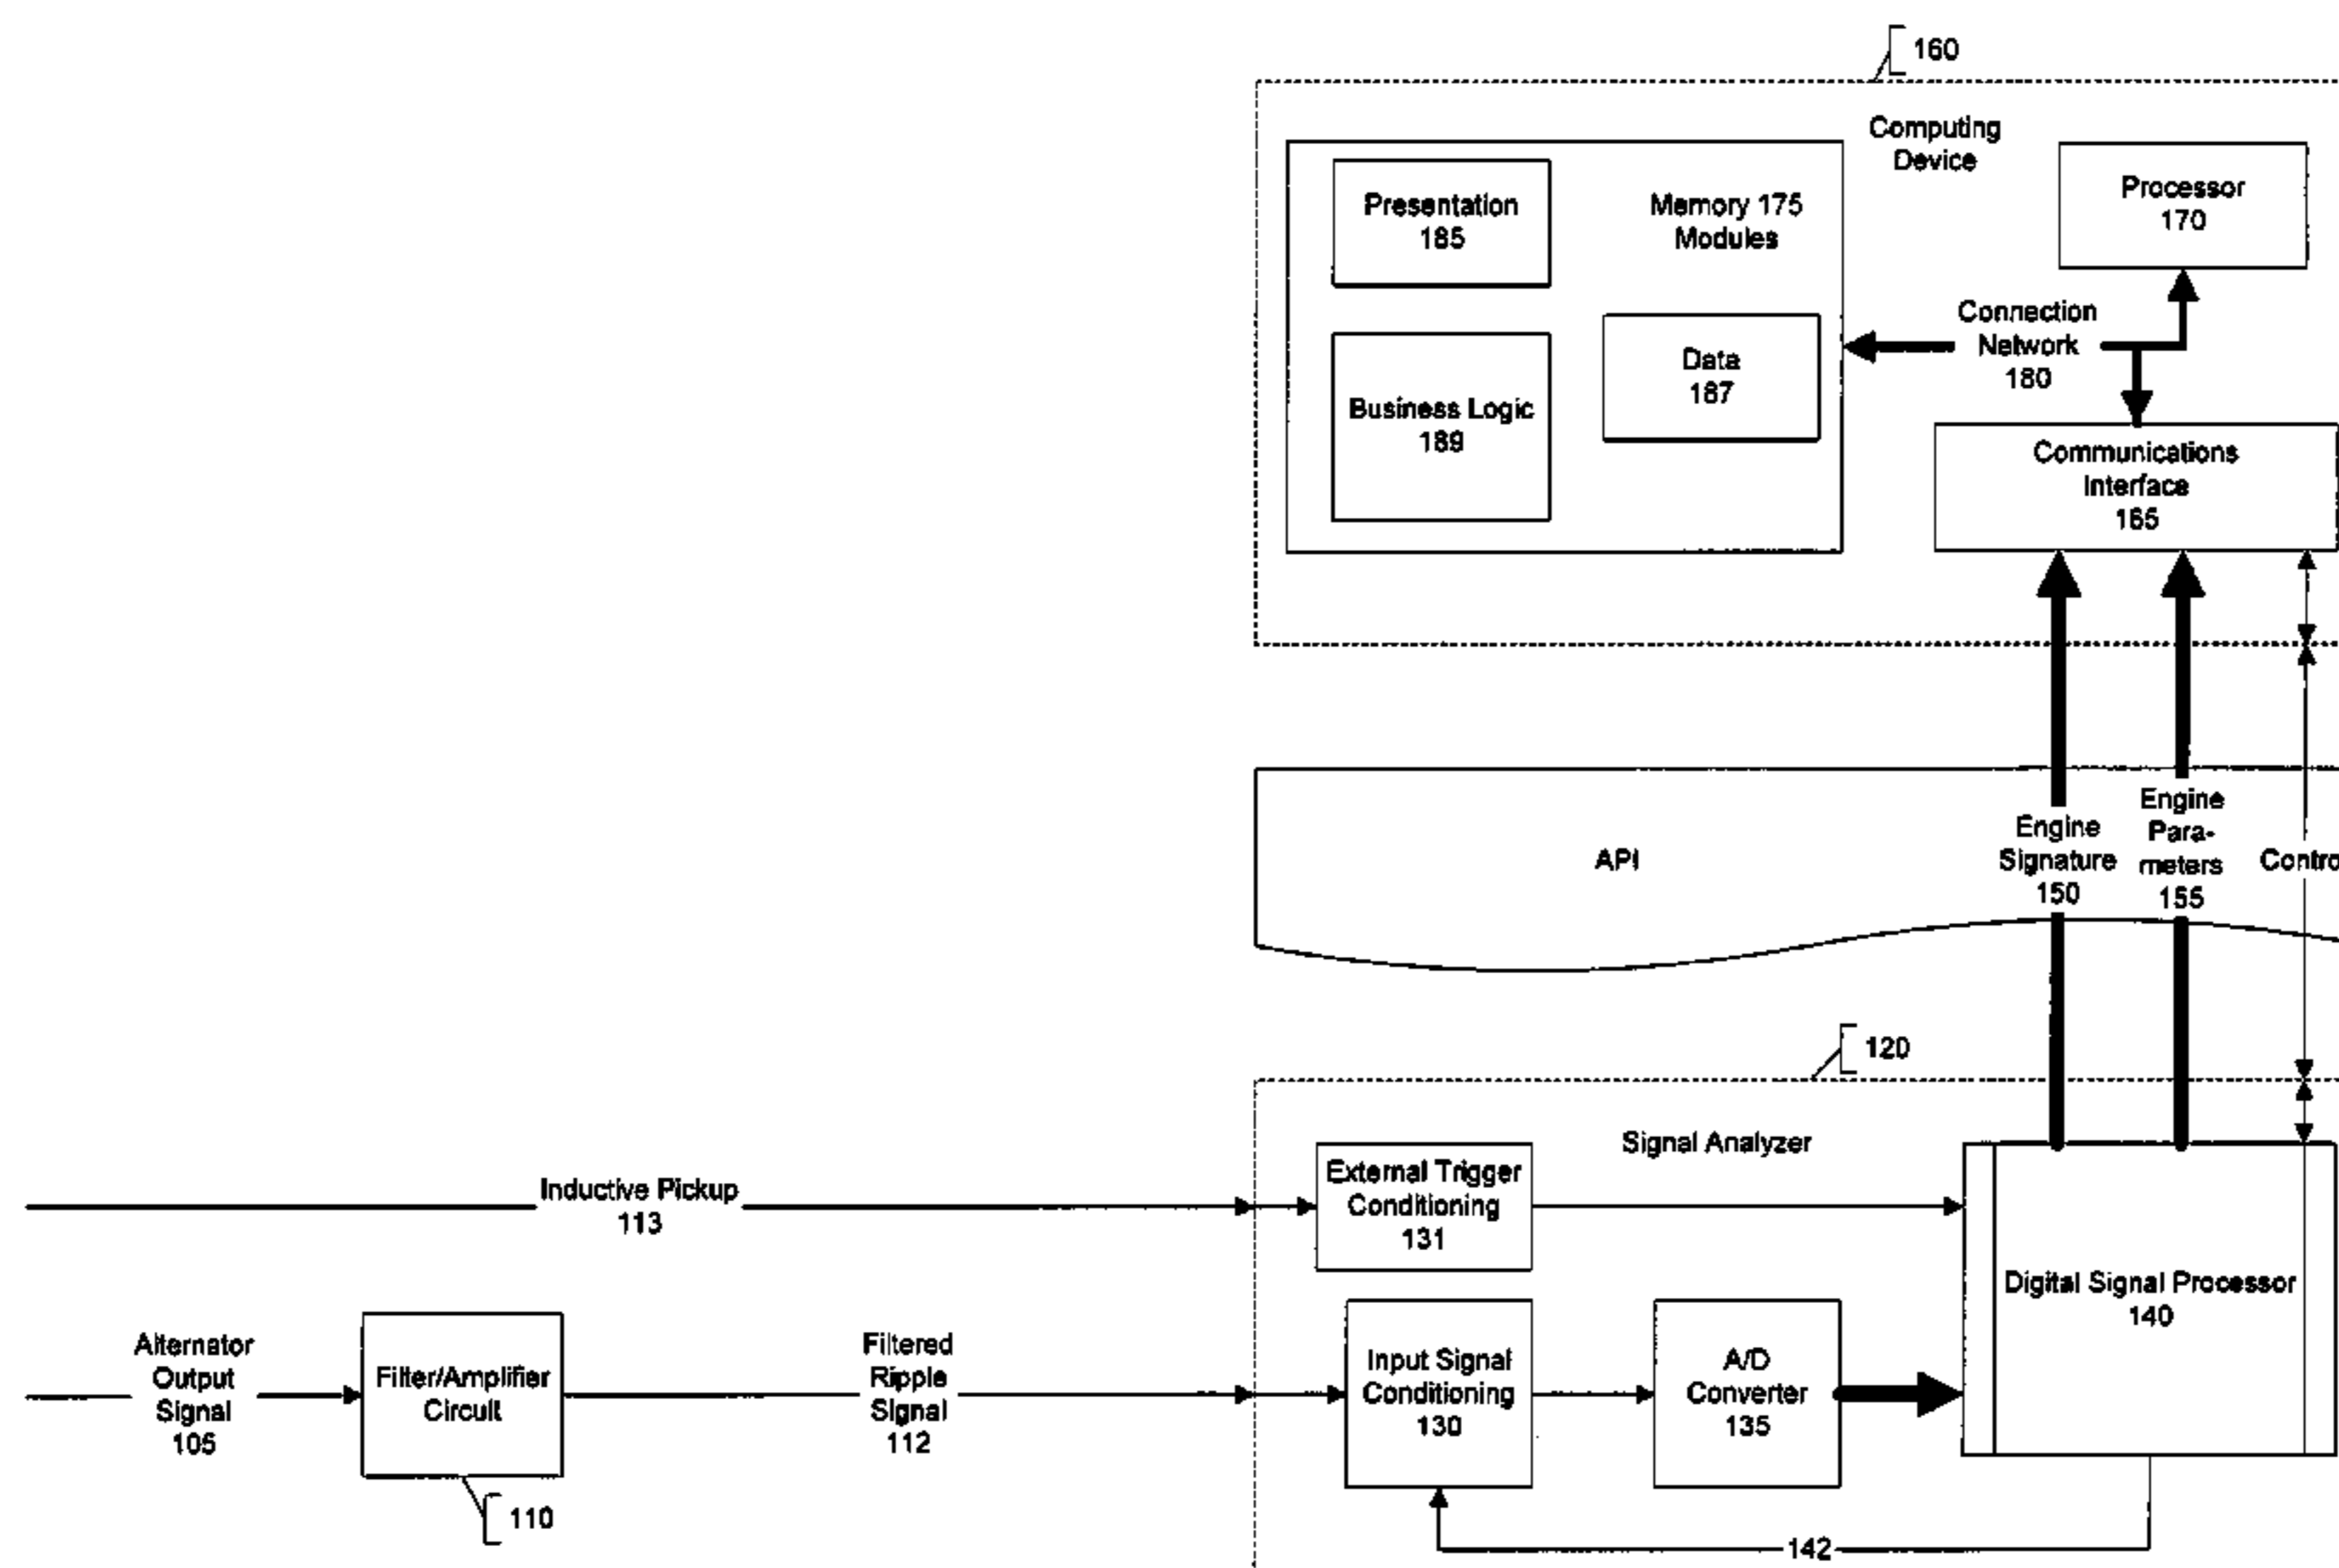 160
Computing
Device
Presentation
185
Memory 175
Modules
Processor
170
Connection
Network
180
Data
187
Business Logic
189
Communications
Interface
165
API
Engine
Signature
150
Engine
Para-
meters
155
Contro
120
Signal Analyzer
Inductive Pickup
113
External Trigger
Conditioning
131
Digital Signal Processor
140
Alternator
Output
Signal
105
Filter/Amplifier
Circuit
110
Filtered
Ripple
Signal
112
Input Signal
Conditioning
130
A/D
Converter
135
142